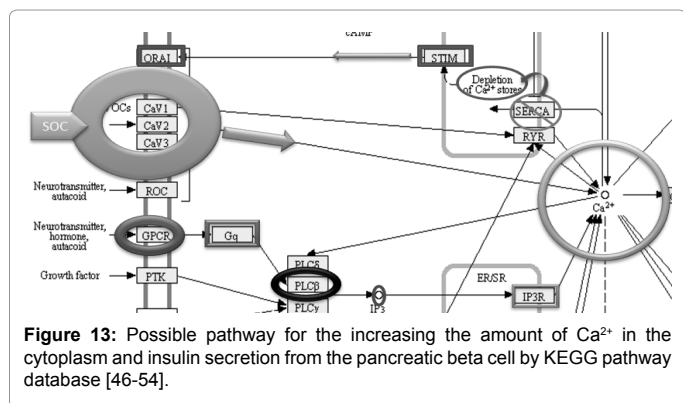 cAMP
ORAI
STIM
Depletion
of Ca²⁺ stores
OCs
CaV1
SOC
CaV2
CaV3
SERCA
RYR
Neurotransmitter,
autacoid
ROC
Ca²⁺
Neurotransmitter,
hormone,
autacoid
GPCR
Gq
PLCδ
ER/SR
Growth factor
PTK
PLCβ
IP3
IP3R
PLCγ
Figure 13: Possible pathway for the increasing the amount of Ca²⁺ in the
cytoplasm and insulin secretion from the pancreatic beta cell by KEGG pathway
database [46-54].